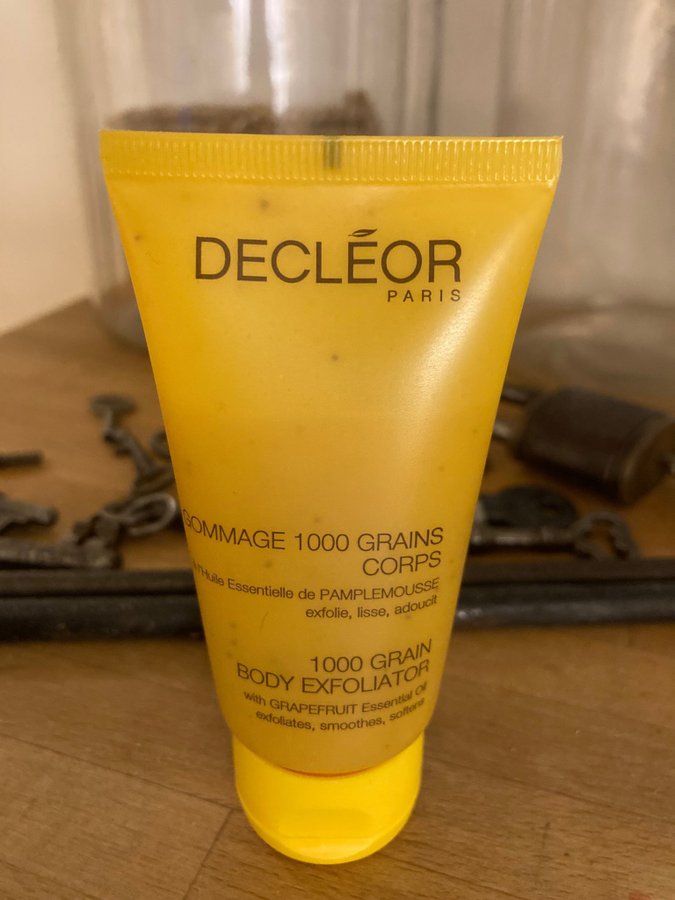 DECLÉOR
PARIS
GOMMAGE 1000 GRAINS
CORPS
à l'Huile Essentielle de PAMPLEMOUSSE
exfolie, lisse, adoucit
1000 GRAIN
BODY EXFOLIATOR
with GRAPEFRUIT Essential Oil
exfoliates, smoothes, softens